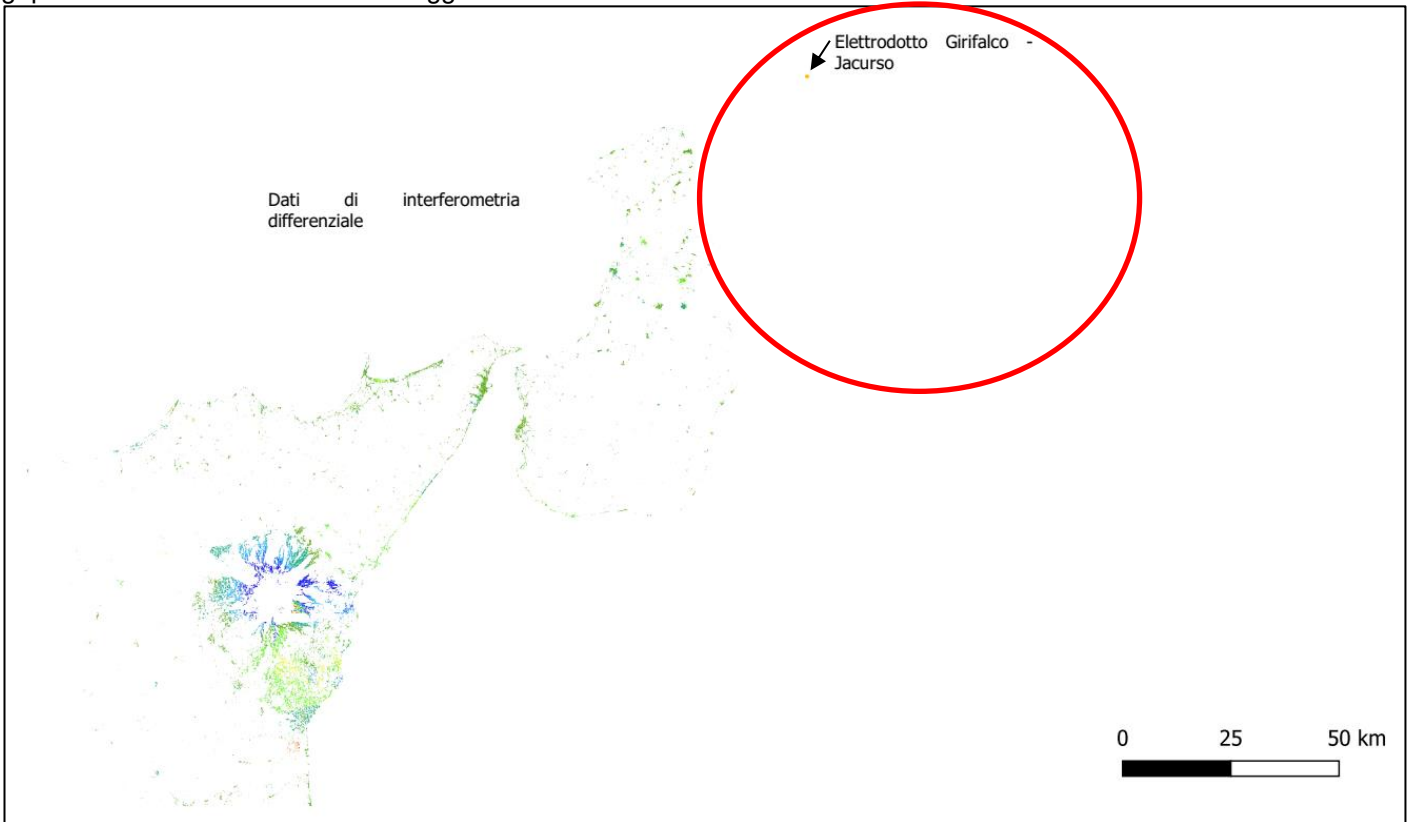 Elettrodotto Girifalco -
Jacurso
Dati di interferometria
differenziale
0 25 50 km